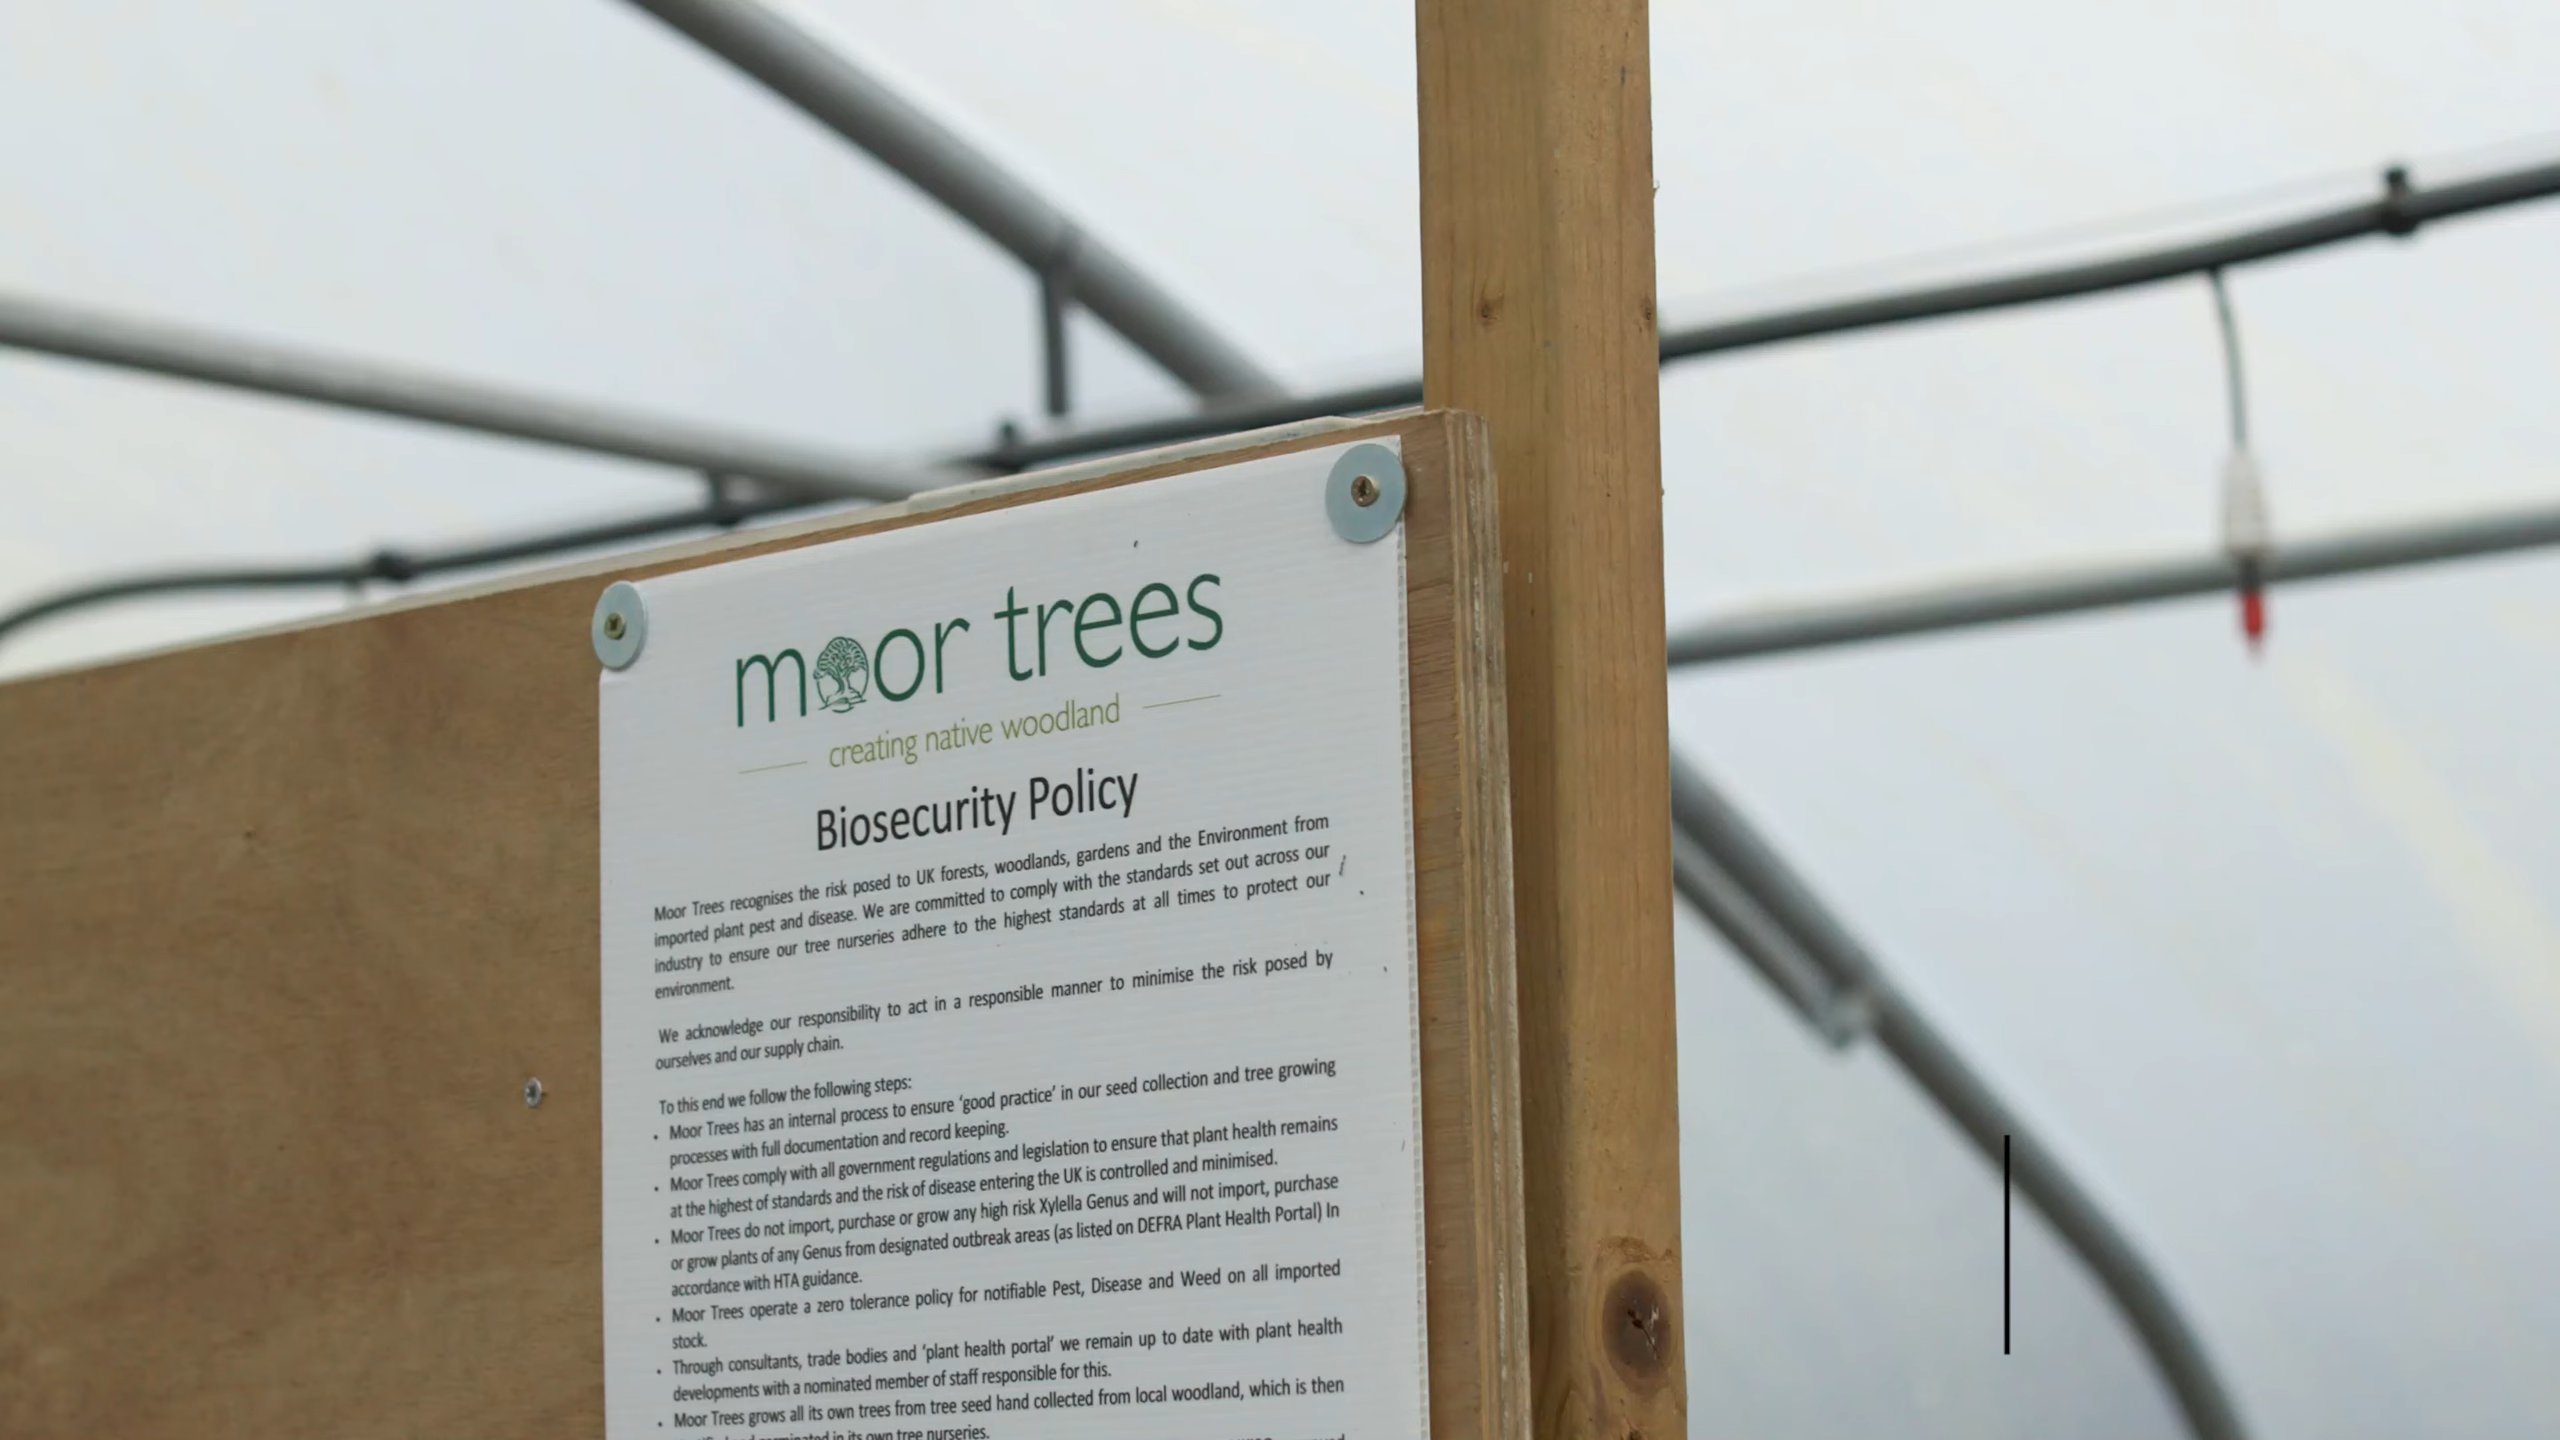 moor trees
creating native woodland
Biosecurity Policy
Moor Trees recognises the risk posed to UK forests, woodlands, gardens and the Environment from
imported plant pest and disease. We are committed to comply with the standards set out across our
industry to ensure our tree nurseries adhere to the highest standards at all times to protect our
environment.
We acknowledge our responsibility to act in a responsible manner to minimise the risk posed by
ourselves and our supply chain.
To this end we follow the following steps:
• Moor Trees has an internal process to ensure ‘good practice’ in our seed collection and tree growing
processes with full documentation and record keeping.
• Moor Trees comply with all government regulations and legislation to ensure that plant health remains
at the highest of standards and the risk of disease entering the UK is controlled and minimised.
• Moor Trees do not import, purchase or grow any high risk Xylella Genus and will not import, purchase
or grow plants of any Genus from designated outbreak areas (as listed on DEFRA Plant Health Portal) In
accordance with HTA guidance.
• Moor Trees operate a zero tolerance policy for notifiable Pest, Disease and Weed on all imported
stock.
• Through consultants, trade bodies and ‘plant health portal’ we remain up to date with plant health
developments with a nominated member of staff responsible for this.
• Moor Trees grows all its own trees from tree seed hand collected from local woodland, which is then
in its own tree nurseries.